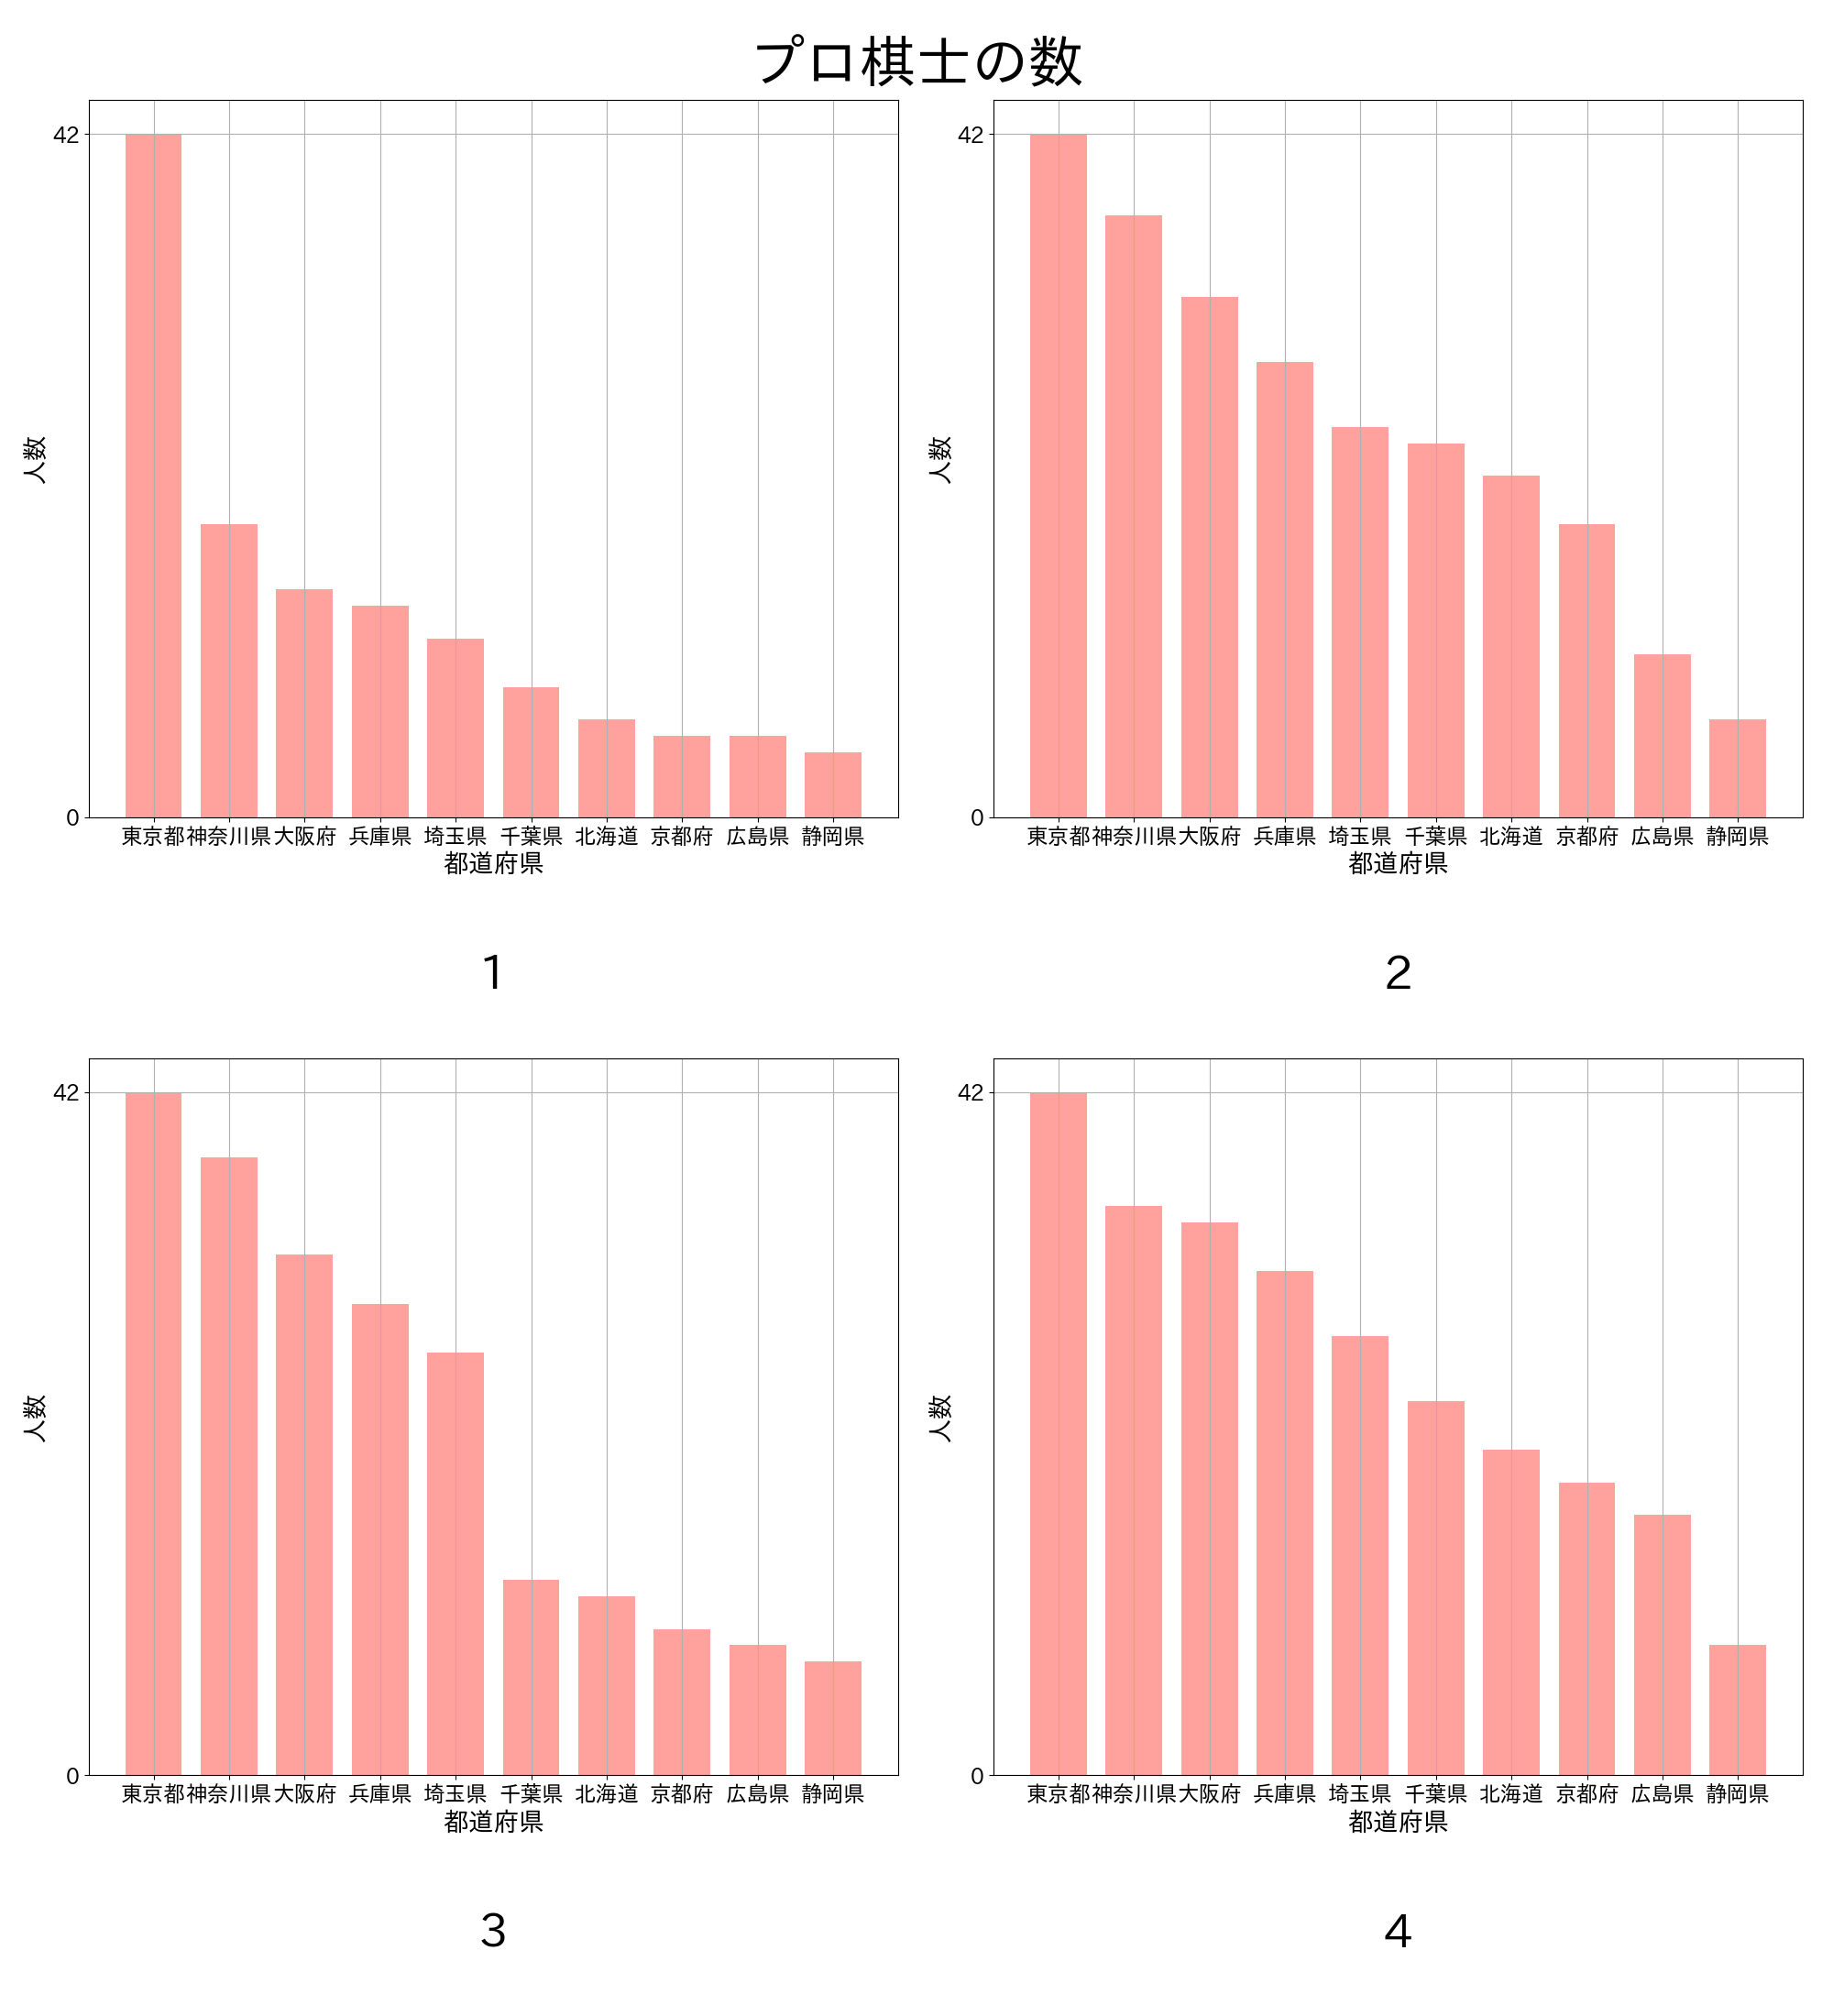 プロ棋士の数
42
0
人数
東京都 神奈川県 大阪府 兵庫県 埼玉県 千葉県 北海道 京都府 広島県 静岡県
都道府県
1
42
0
人数
東京都 神奈川県 大阪府 兵庫県 埼玉県 千葉県 北海道 京都府 広島県 静岡県
都道府県
2
42
0
人数
東京都 神奈川県 大阪府 兵庫県 埼玉県 千葉県 北海道 京都府 広島県 静岡県
都道府県
3
42
0
人数
東京都 神奈川県 大阪府 兵庫県 埼玉県 千葉県 北海道 京都府 広島県 静岡県
都道府県
4